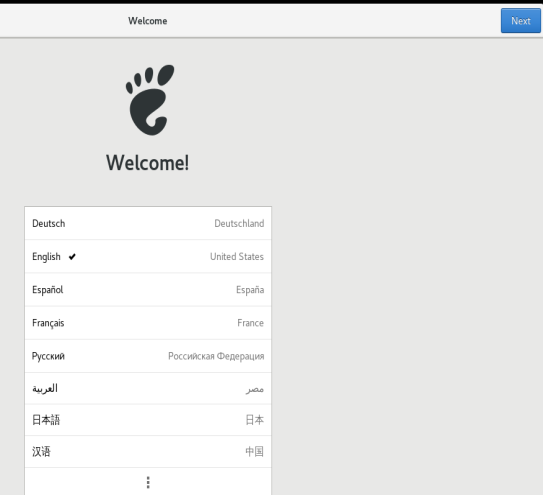 Welcome
Next
Welcome!
Deutsch Deutschland
English ✔ United States
Español España
Français France
Русский Российская Федерация
العربية مصر
日本語 日本
汉语 中国